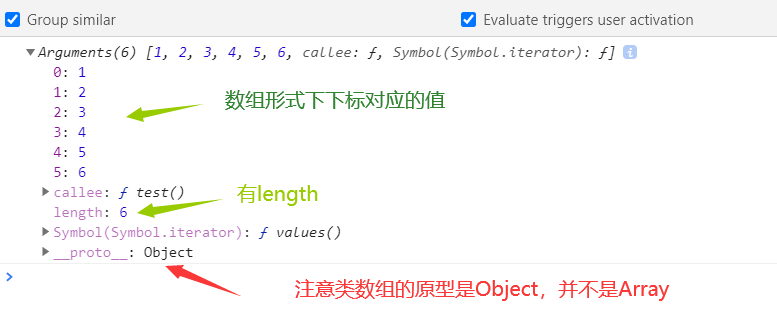 Group similar
Evaluate triggers user activation
Arguments(6) [1, 2, 3, 4, 5, 6, callee: ƒ, Symbol(Symbol.iterator): ƒ] i
0: 1
1: 2
2: 3
3: 4
4: 5
5: 6
数组形式下下标对应的值
callee: ƒ test()
有length
length: 6
Symbol(Symbol.iterator): ƒ values()
__proto__: Object
注意类数组的原型是Object，并不是Array